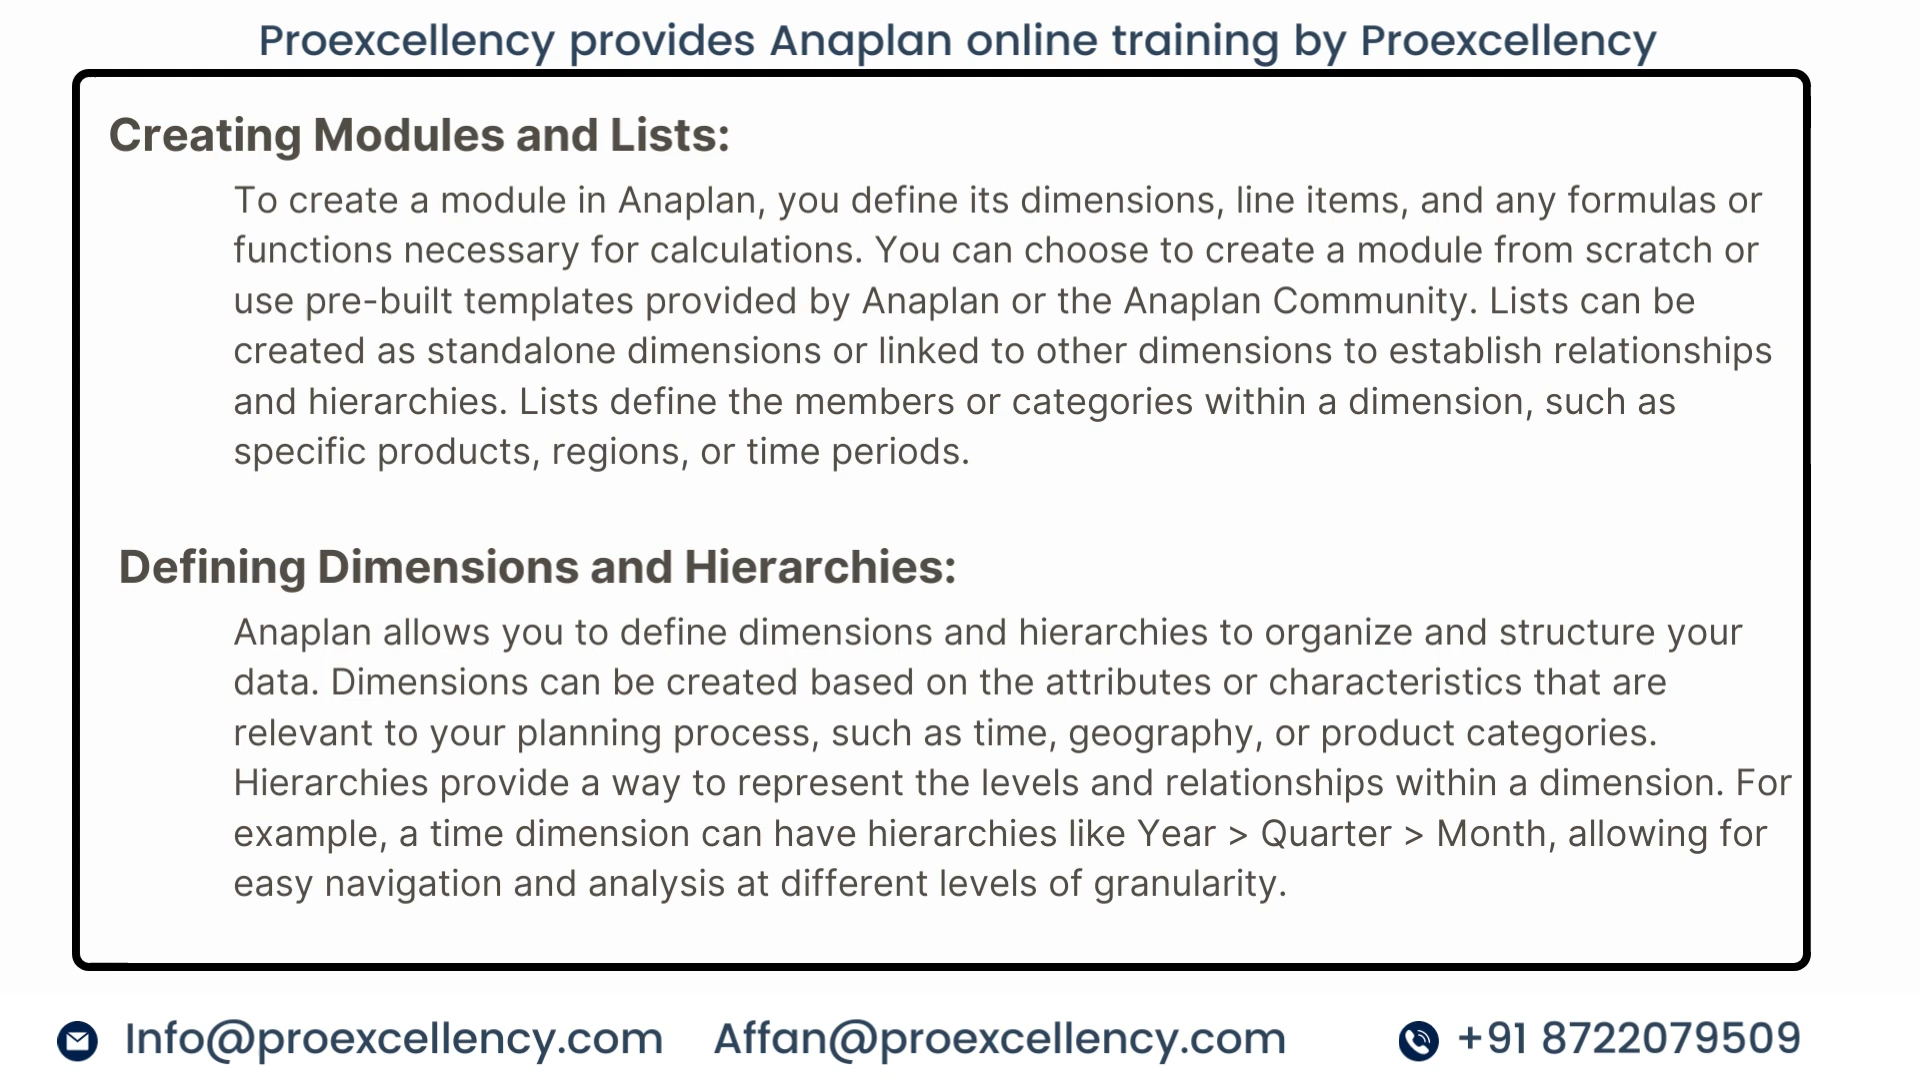 Proexcellency provides Anaplan online training by Proexcellency
Creating Modules and Lists:
To create a module in Anaplan, you define its dimensions, line items, and any formulas or
functions necessary for calculations. You can choose to create a module from scratch or
use pre-built templates provided by Anaplan or the Anaplan Community. Lists can be
created as standalone dimensions or linked to other dimensions to establish relationships
and hierarchies. Lists define the members or categories within a dimension, such as
specific products, regions, or time periods.
Defining Dimensions and Hierarchies:
Anaplan allows you to define dimensions and hierarchies to organize and structure your
data. Dimensions can be created based on the attributes or characteristics that are
relevant to your planning process, such as time, geography, or product categories.
Hierarchies provide a way to represent the levels and relationships within a dimension. For
example, a time dimension can have hierarchies like Year > Quarter > Month, allowing for
easy navigation and analysis at different levels of granularity.
Info@proexcellency.com Affan@proexcellency.com +91 8722079509